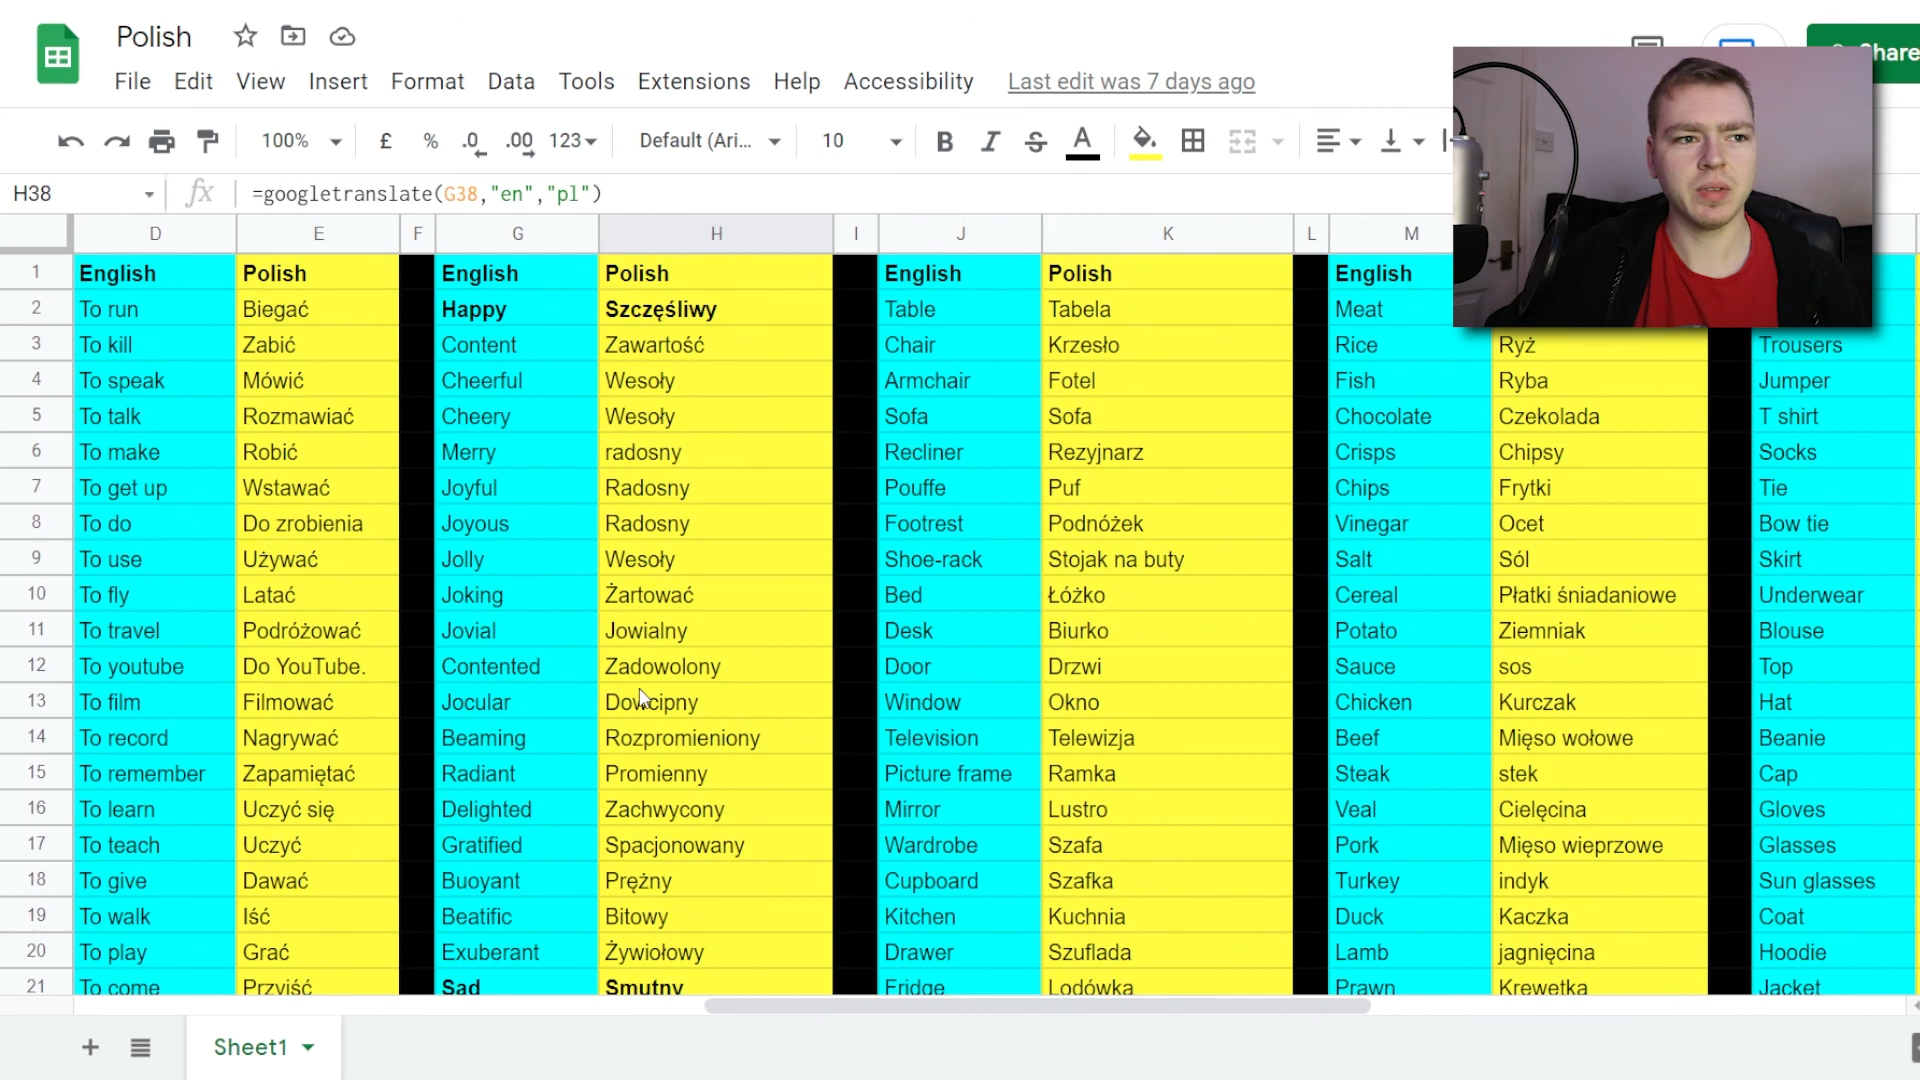 Polish
File Edit View Insert Format Data Tools Extensions Help Accessibility Last edit was 7 days ago
100% £ % .0 .00 123 Default (Ari... 10 B I S A
H38 fx =googletranslate(G38,"en","pl")
D E F G H I J K L M
1 English Polish English Polish English Polish English
2 To run Biegać Happy Szczęśliwy Table Tabela Meat
3 To kill Zabić Content Zawartość Chair Krzesło Rice Ryż Trousers
4 To speak Mówić Cheerful Wesoły Armchair Fotel Fish Ryba Jumper
5 To talk Rozmawiać Cheery Wesoły Sofa Sofa Chocolate Czekolada T shirt
6 To make Robić Merry radosny Recliner Rezyjnarz Crisps Chipsy Socks
7 To get up Wstawać Joyful Radosny Pouffe Puf Chips Frytki Tie
8 To do Do zrobienia Joyous Radosny Footrest Podnóżek Vinegar Ocet Bow tie
9 To use Używać Jolly Wesoły Shoe-rack Stojak na buty Salt Sól Skirt
10 To fly Latać Joking Żartować Bed Łóżko Cereal Płatki śniadaniowe Underwear
11 To travel Podróżować Jovial Jowialny Desk Biurko Potato Ziemniak Blouse
12 To youtube Do YouTube. Contented Zadowolony Door Drzwi Sauce sos Top
13 To film Filmować Jocular Dowcipny Window Okno Chicken Kurczak Hat
14 To record Nagrywać Beaming Rozpromieniony Television Telewizja Beef Mięso wołowe Beanie
15 To remember Zapamiętać Radiant Promienny Picture frame Ramka Steak stek Cap
16 To learn Uczyć się Delighted Zachwycony Mirror Lustro Veal Cielęcina Gloves
17 To teach Uczyć Gratified Spacjonowany Wardrobe Szafa Pork Mięso wieprzowe Glasses
18 To give Dawać Buoyant Prężny Cupboard Szafka Turkey indyk Sun glasses
19 To walk Iść Beatific Bitowy Kitchen Kuchnia Duck Kaczka Coat
20 To play Grać Exuberant Żywiołowy Drawer Szuflada Lamb jagnięcina Hoodie
21 To come Przyjść Sad Smutny Fridge Lodówka Prawn Krewetka Jacket
Sheet1